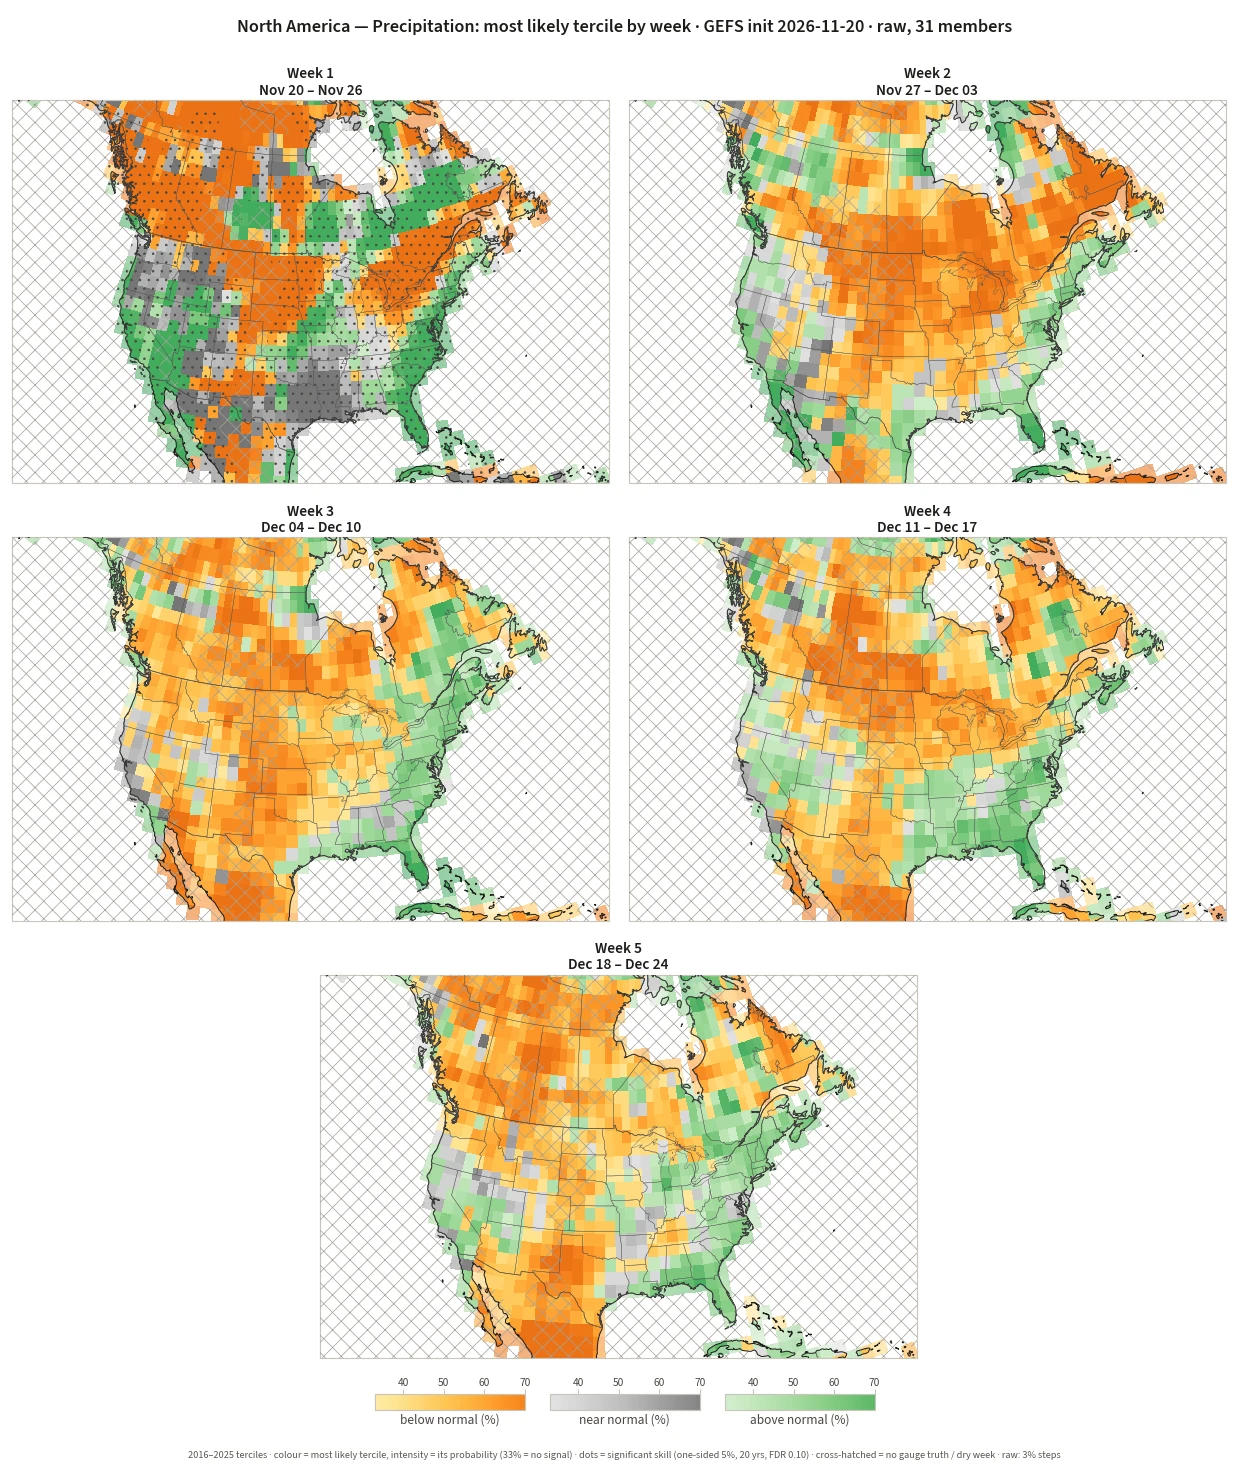 North America — Precipitation: most likely tercile by week · GEFS init 2026-11-20 · raw, 31 members
Week 1
Nov 20 – Nov 26
Week 2
Nov 27 – Dec 03
Week 3
Dec 04 – Dec 10
Week 4
Dec 11 – Dec 17
Week 5
Dec 18 – Dec 24
40 50 60 70
40 50 60 70
40 50 60 70
below normal (%)
near normal (%)
above normal (%)
2016–2025 terciles · colour = most likely tercile, intensity = its probability (33% = no signal) · dots = significant skill (one-sided 5%, 20 yrs, FDR 0.10) · cross-hatched = no gauge truth / dry week · raw: 3% steps